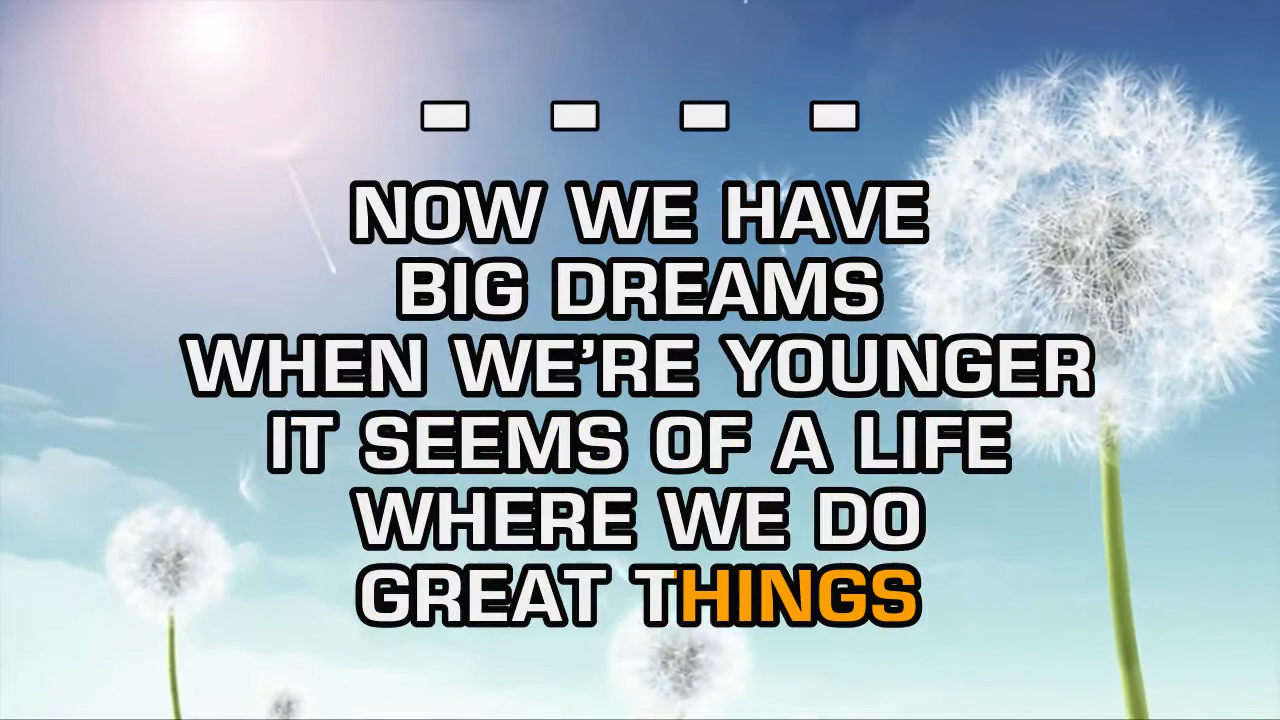 - - - -
NOW WE HAVE
BIG DREAMS
WHEN WE’RE YOUNGER
IT SEEMS OF A LIFE
WHERE WE DO
GREAT THINGS